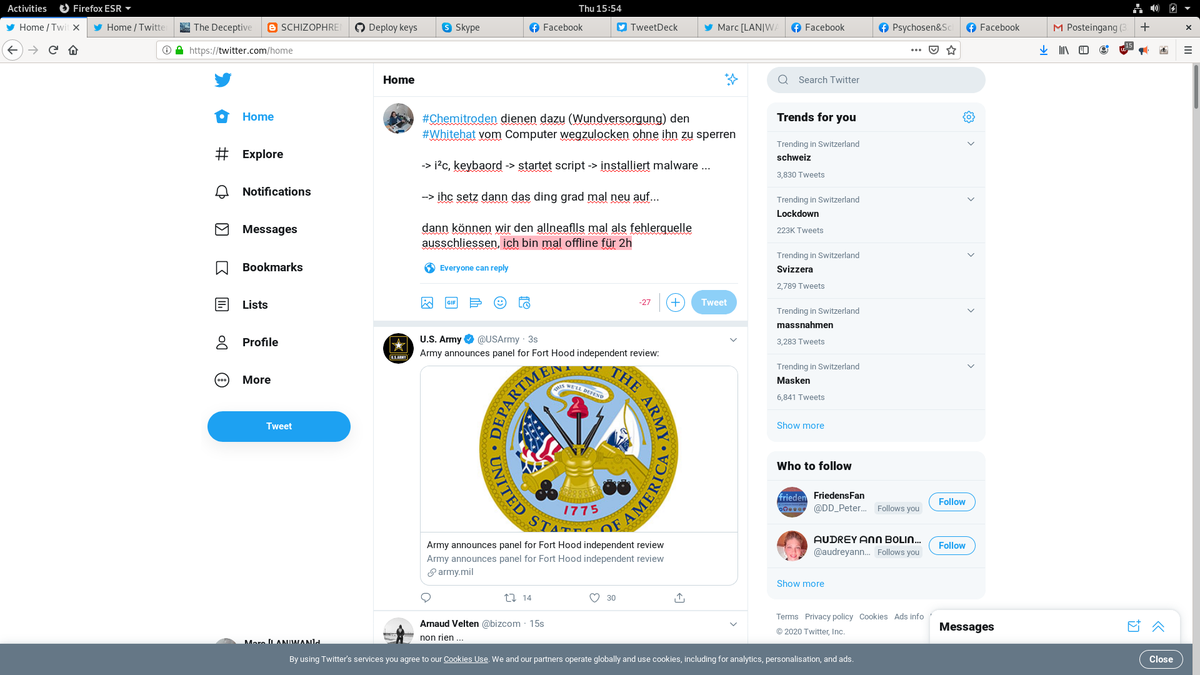 Activities Firefox ESR Thu 15:54
Home / Twit Home / Twitte The Deceptive SCHIZOPHRE Deploy keys Skype Facebook TweetDeck Marc [LAN|WA Facebook Psychosen&Sc Facebook Posteingang (3
https://twitter.com/home 15
Home
Explore
Notifications
Messages
Bookmarks
Lists
Profile
More
Tweet
Marc [LAN|WAN]d
Home
#Chemitroden dienen dazu (Wundversorgung) den
#Whitehat vom Computer wegzulocken ohne ihn zu sperren
-> i²c, keybaord -> startet script -> installiert malware ...
--> ihc setz dann das ding grad mal neu auf...
dann können wir den allneaflls mal als fehlerquelle
ausschliessen, ich bin mal offline für 2h
Everyone can reply
GIF -27 Tweet
U.S. Army @USArmy · 3s
Army announces panel for Fort Hood independent review:
DEPARTMENT OF THE ARMY
THIS WE'LL DEFEND
1775
UNITED STATES OF AMERICA
Army announces panel for Fort Hood independent review
Army announces panel for Fort Hood independent review
army.mil
14 30
Arnaud Velten @bizcom · 15s
non rien ...
Search Twitter
Trends for you
Trending in Switzerland
schweiz
3,830 Tweets
Trending in Switzerland
Lockdown
223K Tweets
Trending in Switzerland
Svizzera
2,789 Tweets
Trending in Switzerland
massnahmen
3,283 Tweets
Trending in Switzerland
Masken
6,841 Tweets
Show more
Who to follow
FriedensFan
@DD_Peter... Follows you
Follow
AUDREY ANN BOLIN...
@audreyann... Follows you
Follow
Show more
Terms Privacy policy Cookies Ads info
© 2020 Twitter, Inc.
Messages
By using Twitter's services you agree to our Cookies Use. We and our partners operate globally and use cookies, including for analytics, personalisation, and ads.
Close